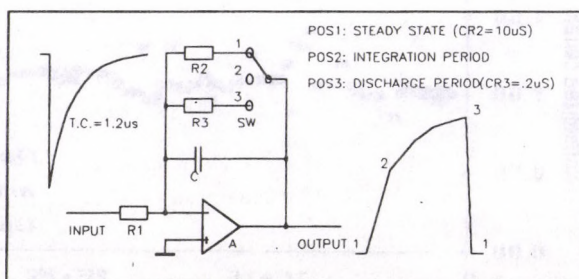 POS1: STEADY STATE (CR2=10uS)
POS2: INTEGRATION PERIOD
POS3: DISCHARGE PERIOD(CR3=.2uS)
T.C.=1.2us
R2
1
2
3
R3
SW
C
INPUT
R1
A
OUTPUT
1
2
3
1